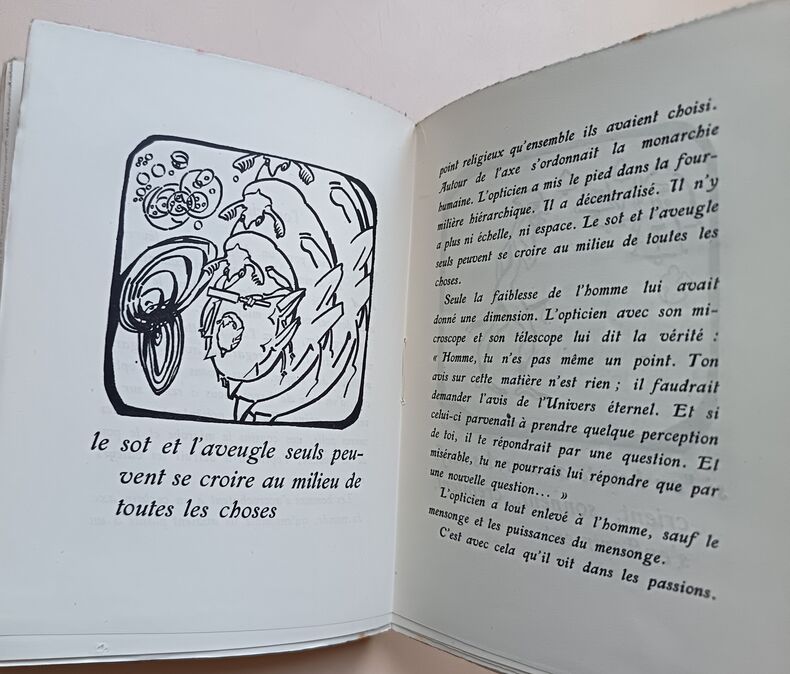 le sot et l'aveugle seuls peu-
vent se croire au milieu de
toutes les choses
point religieux qu'ensemble ils avaient choisi.
Autour de l'axe s'ordonnait la monarchie
humaine. L'opticien a mis le pied dans la four-
milière hiérarchique. Il a décentralisé. Il n'y
a plus ni échelle, ni espace. Le sot et l'aveugle
seuls peuvent se croire au milieu de toutes les
choses.
Seule la faiblesse de l'homme lui avait
donné une dimension. L'opticien avec son mi-
croscope et son télescope lui dit la vérité :
« Homme, tu n'es pas même un point. Ton
avis sur cette matière n'est rien ; il faudrait
demander l'avis de l'Univers éternel. Et si
celui-ci parvenait à prendre quelque perception
de toi, il te répondrait par une question. Et
misérable, tu ne pourrais lui répondre que par
une nouvelle question... »
L'opticien a tout enlevé à l'homme, sauf le
mensonge et les puissances du mensonge.
C'est avec cela qu'il vit dans les passions.